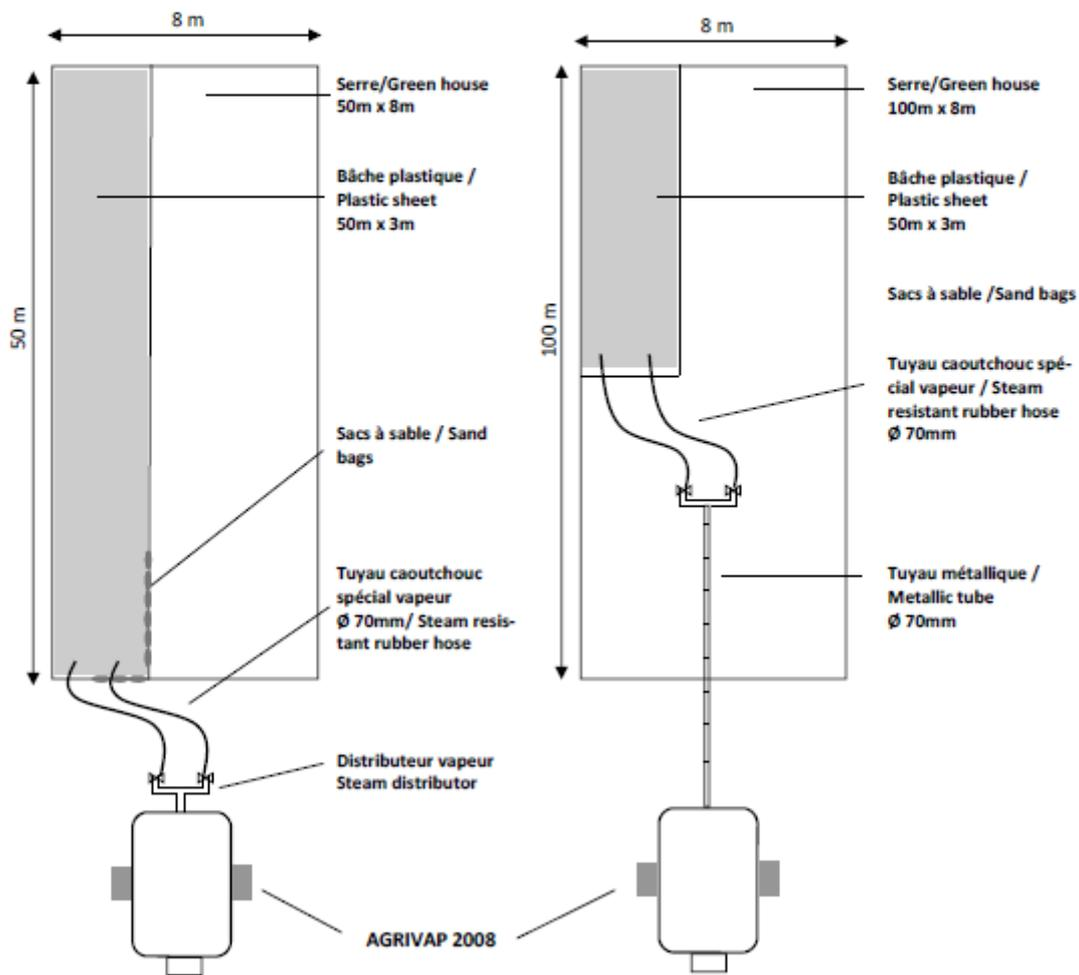 8 m
50 m
Serre/Green house
50m x 8m
Bâche plastique /
Plastic sheet
50m x 3m
Sacs à sable / Sand
bags
Tuyau caoutchouc
spécial vapeur
Ø 70mm/ Steam resis-
tant rubber hose
Distributeur vapeur
Steam distributor
8 m
100 m
Serre/Green house
100m x 8m
Bâche plastique /
Plastic sheet
50m x 3m
Sacs à sable /Sand bags
Tuyau caoutchouc spé-
cial vapeur / Steam
resistant rubber hose
Ø 70mm
Tuyau métallique /
Metallic tube
Ø 70mm
AGRIVAP 2008